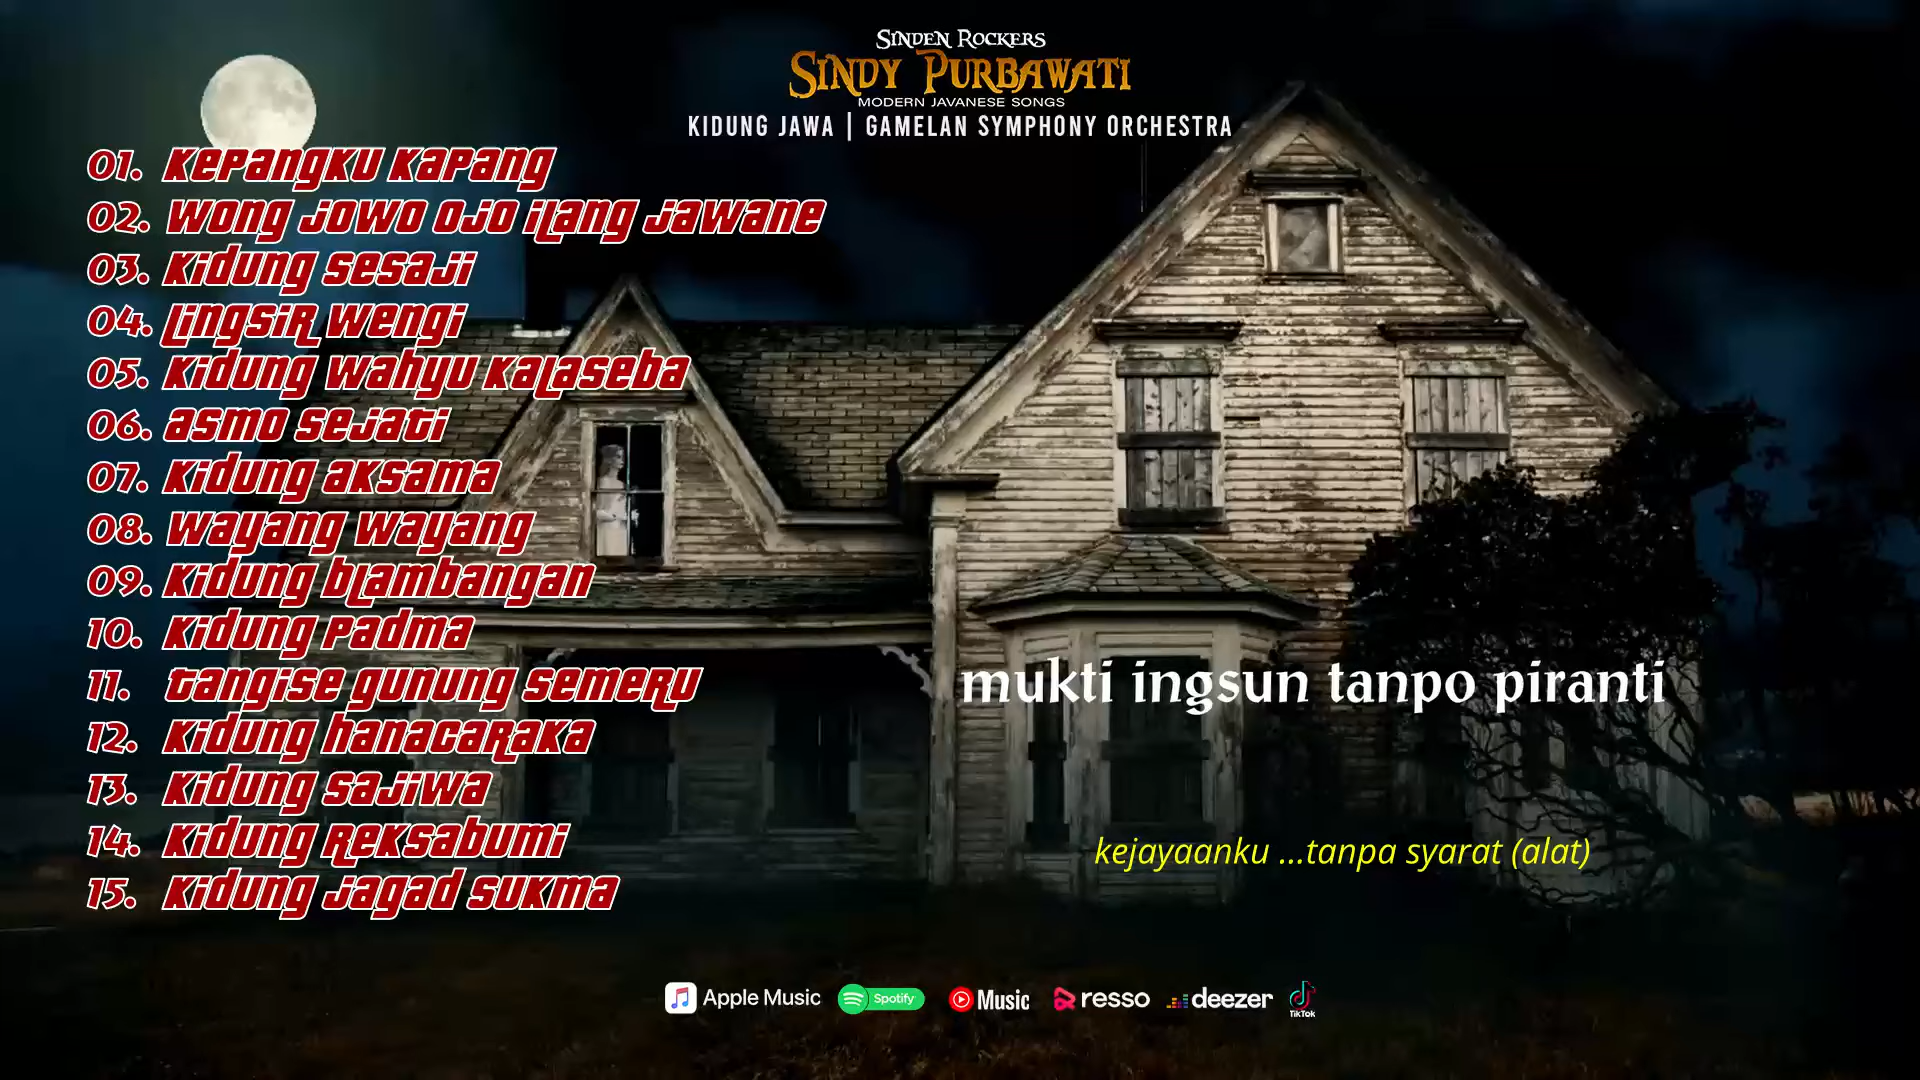 SINDEN ROCKERS
SINDY PURBAWATI
MODERN JAVANESE SONGS
KIDUNG JAWA | GAMELAN SYMPHONY ORCHESTRA
01. Kepangku Kapang
02. Wong Jowo Ojo Ilang Jawane
03. Kidung Sesaji
04. Lingsir Wengi
05. Kidung Wahyu Kalaseba
06. Asmo Sejati
07. Kidung Aksama
08. Wayang Wayang
09. Kidung Blambangan
10. Kidung Padma
11. Tangise Gunung Semeru
12. Kidung Hanacaraka
13. Kidung Sajiwa
14. Kidung Reksabumi
15. Kidung Jagad Sukma
mukti ingsun tanpo piranti
kejayaanku ...tanpa syarat (alat)
Apple Music Spotify Music resso deezer TikTok